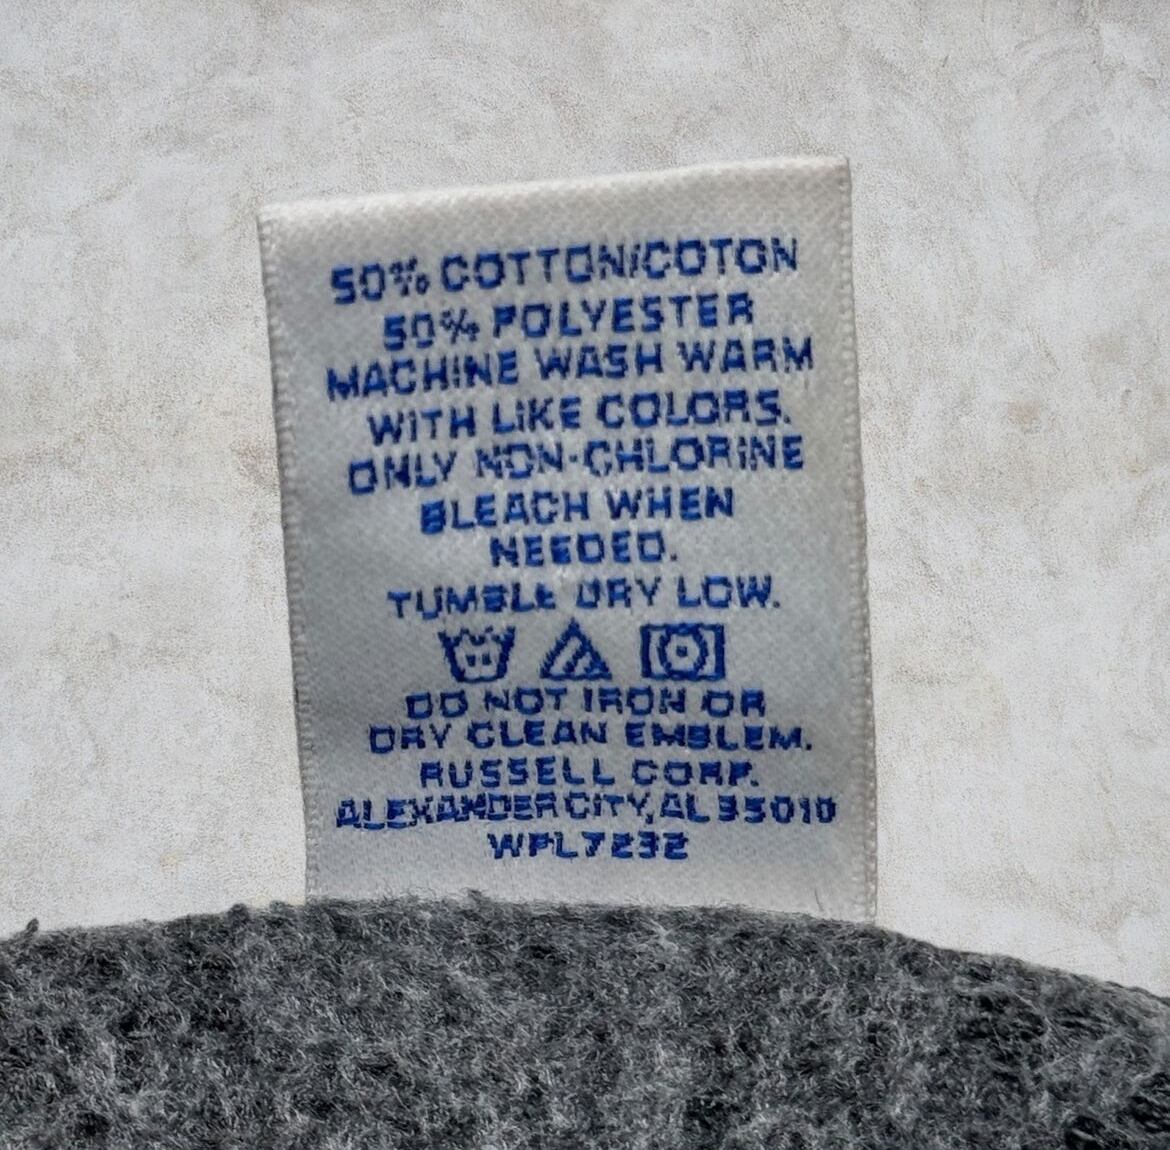 50% COTTON/COTON
50% POLYESTER
MACHINE WASH WARM
WITH LIKE COLORS.
ONLY NON-CHLORINE
BLEACH WHEN
NEEDED.
TUMBLE DRY LOW.
DO NOT IRON OR
DRY CLEAN EMBLEM.
RUSSELL CORP.
ALEXANDER CITY, AL 35010
WPL7232